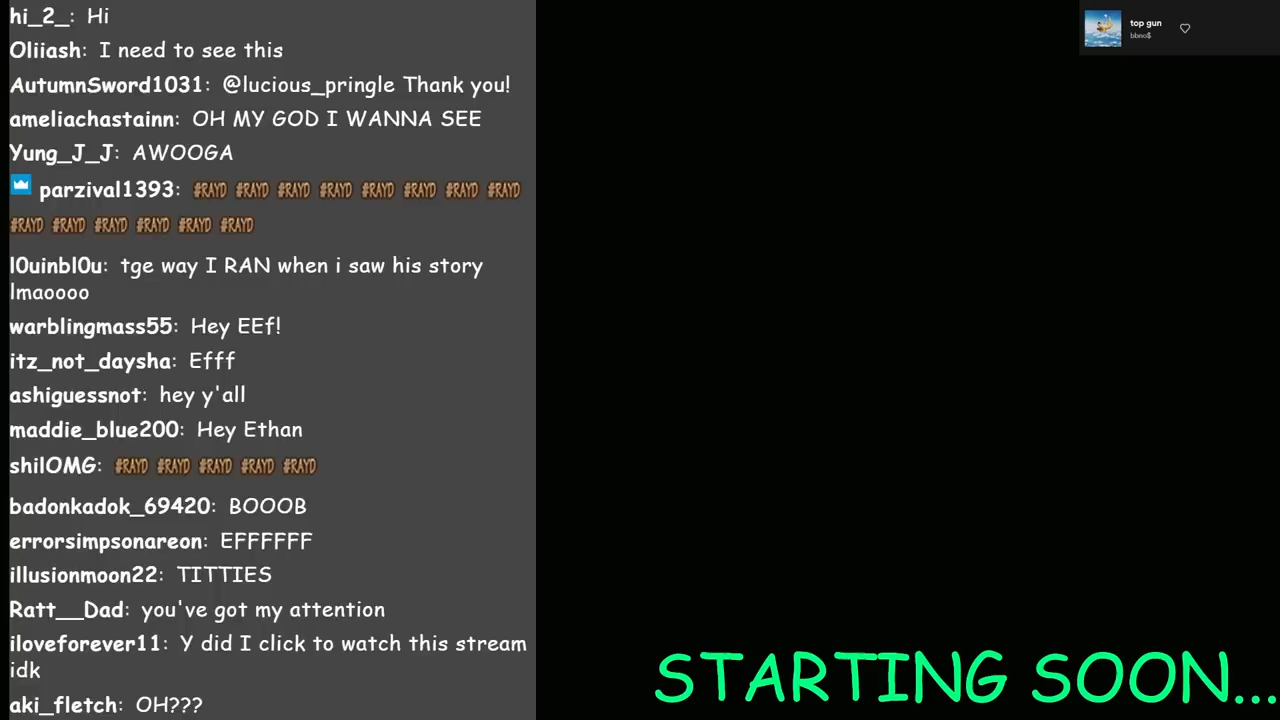 hi_2_: Hi
Oliiash: I need to see this
AutumnSword1031: @lucious_pringle Thank you!
ameliachastainn: OH MY GOD I WANNA SEE
Yung_J_J: AWOOGA
parzival1393: #RAYD #RAYD #RAYD #RAYD #RAYD #RAYD #RAYD #RAYD
#RAYD #RAYD #RAYD #RAYD #RAYD #RAYD
l0uinbl0u: tge way I RAN when i saw his story
lmaoooo
warblingmass55: Hey EEf!
itz_not_daysha: Efff
ashiguessnot: hey y'all
maddie_blue200: Hey Ethan
shilOMG: #RAYD #RAYD #RAYD #RAYD #RAYD
badonkadok_69420: BOOOB
errorsimpsonareon: EFFFFFF
illusionmoon22: TITTIES
Ratt__Dad: you've got my attention
iloveforever11: Y did I click to watch this stream
idk
aki_fletch: OH???
top gun
bbno$
STARTING SOON...